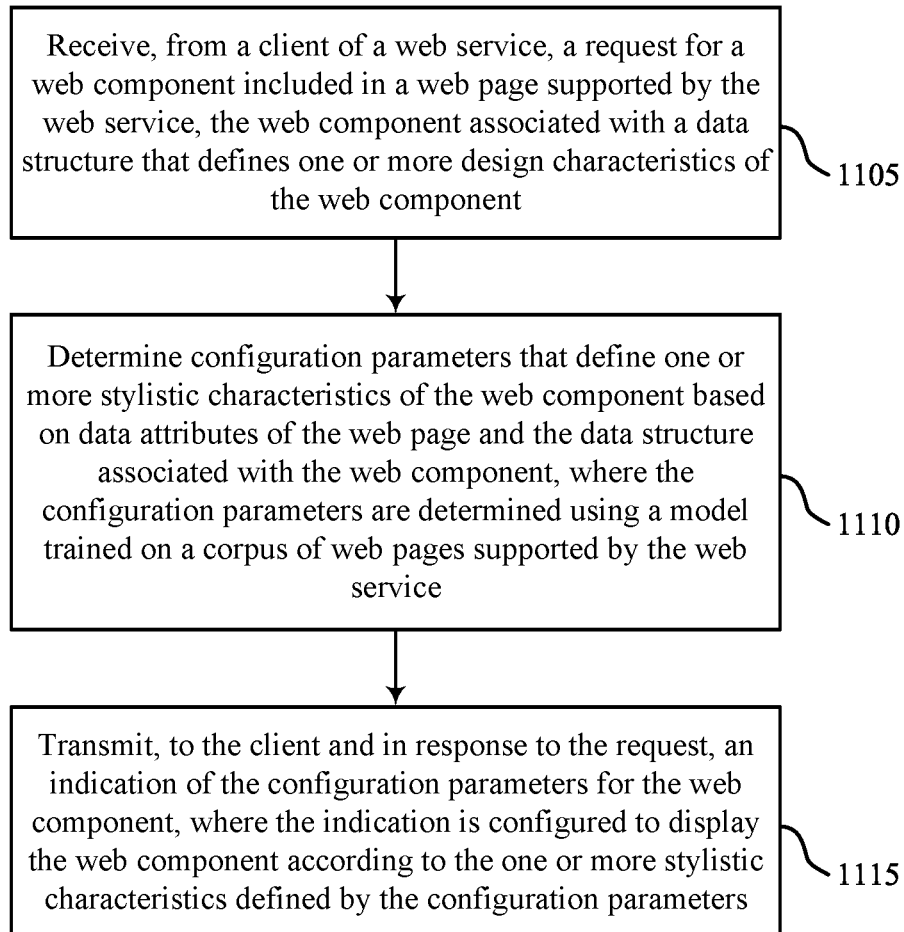 Receive, from a client of a web service, a request for a
web component included in a web page supported by the
web service, the web component associated with a data
structure that defines one or more design characteristics of
the web component
1105
Determine configuration parameters that define one or
more stylistic characteristics of the web component based
on data attributes of the web page and the data structure
associated with the web component, where the
configuration parameters are determined using a model
trained on a corpus of web pages supported by the web
service
1110
Transmit, to the client and in response to the request, an
indication of the configuration parameters for the web
component, where the indication is configured to display
the web component according to the one or more stylistic
characteristics defined by the configuration parameters
1115